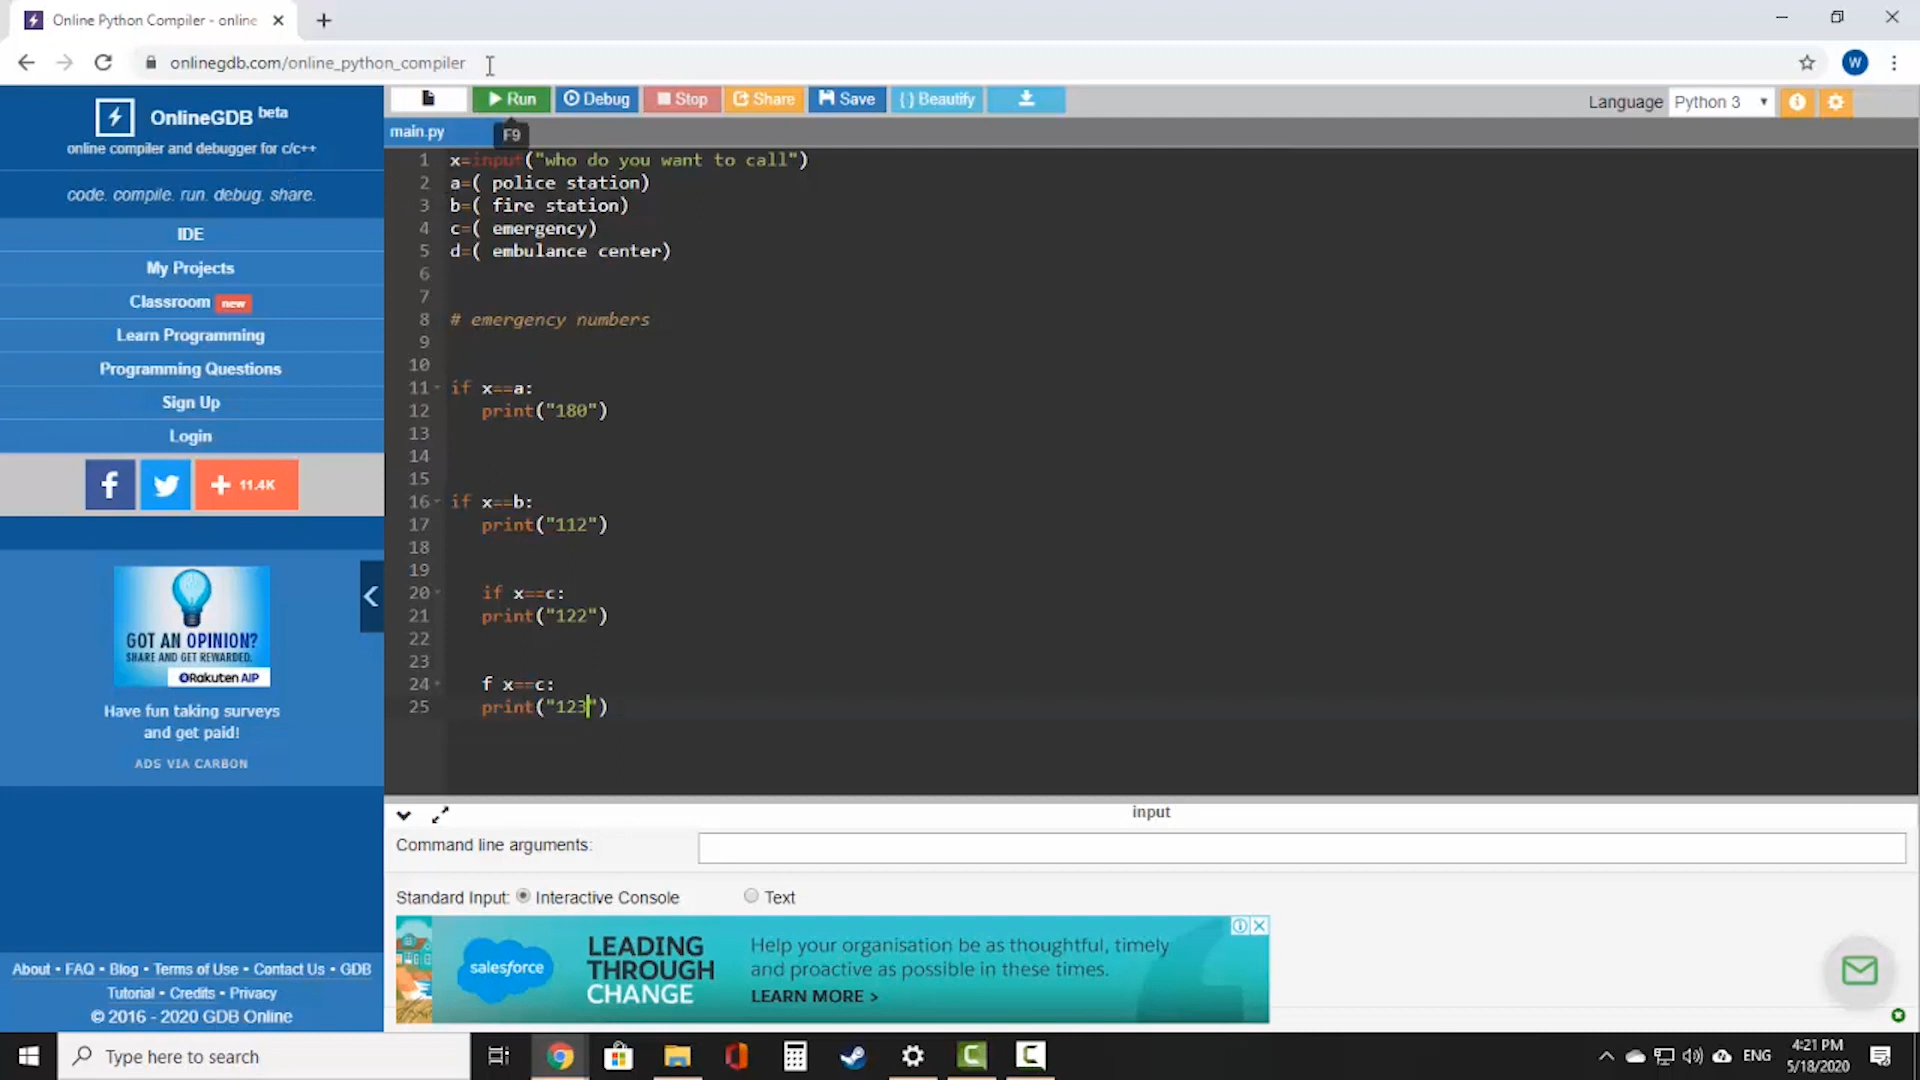 Online Python Compiler - online
onlinegdb.com/online_python_compiler
W
OnlineGDB beta
online compiler and debugger for c/c++
code. compile. run. debug. share.
IDE
My Projects
Classroom new
Learn Programming
Programming Questions
Sign Up
Login
f + 11.4K
GOT AN OPINION?
SHARE AND GET REWARDED.
Rakuten AIP
Have fun taking surveys
and get paid!
ADS VIA CARBON
About • FAQ • Blog • Terms of Use • Contact Us • GDB
Tutorial • Credits • Privacy
© 2016 - 2020 GDB Online
Run Debug Stop Share Save {} Beautify
Language Python 3
main.py F9
1 x=input("who do you want to call")
2 a=( police station)
3 b=( fire station)
4 c=( emergency)
5 d=( embulance center)
6
7
8 # emergency numbers
9
10
11 if x==a:
12 print("180")
13
14
15
16 if x==b:
17 print("112")
18
19
20 if x==c:
21 print("122")
22
23
24 f x==c:
25 print("123")
input
Command line arguments:
Standard Input: Interactive Console Text
salesforce
LEADING
THROUGH
CHANGE
Help your organisation be as thoughtful, timely
and proactive as possible in these times.
LEARN MORE >
Type here to search
ENG
4:21 PM
5/18/2020